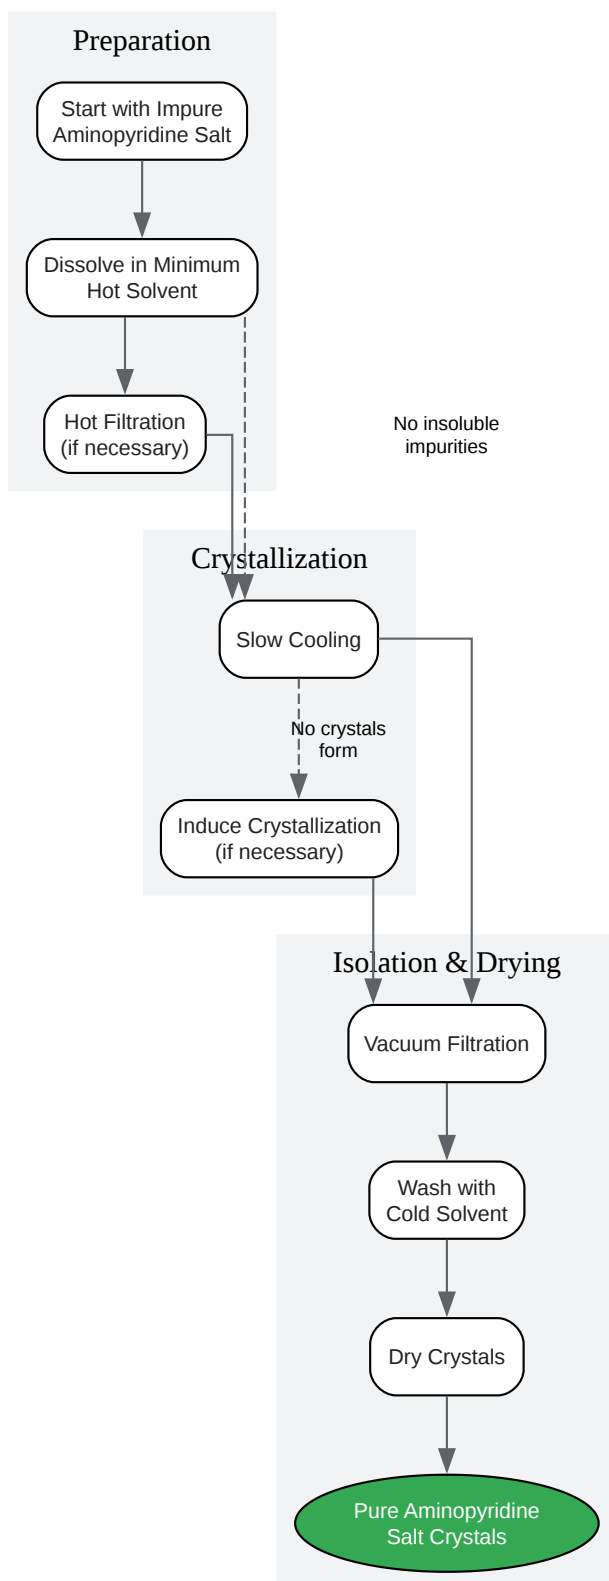 Preparation
Start with Impure
Aminopyridine Salt
Dissolve in Minimum
Hot Solvent
Hot Filtration
(if necessary)
No insoluble
impurities
Crystallization
Slow Cooling
No crystals
form
Induce Crystallization
(if necessary)
Isolation & Drying
Vacuum Filtration
Wash with
Cold Solvent
Dry Crystals
Pure Aminopyridine
Salt Crystals